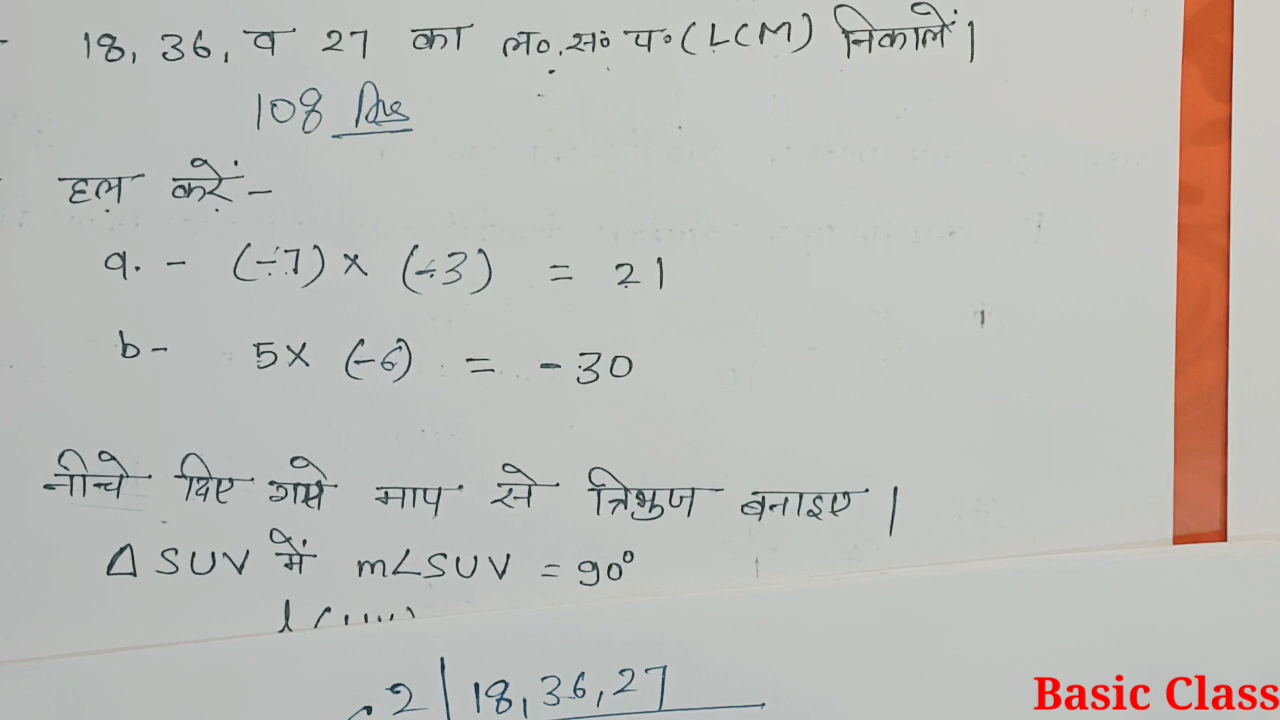 18, 36, व 27 का ल०.स० प०(LCM) निकालें।
108 Ans
हल करें-
a. - (-7) × (-3) = 21
b- 5× (-6) = -30
नीचे दिए गये माप से त्रिभुज बनाइए।
Δ SUV में m∠SUV = 90°
2 | 18, 36, 27
Basic Class